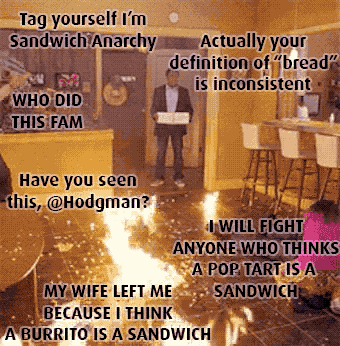 Tag yourself I'm
Sandwich Anarchy
Actually your
definition of "bread"
is inconsistent
WHO DID
THIS FAM
Have you seen
this, @Hodgman?
I WILL FIGHT
ANYONE WHO THINKS
A POP TART IS A
SANDWICH
MY WIFE LEFT ME
BECAUSE I THINK
A BURRITO IS A SANDWICH